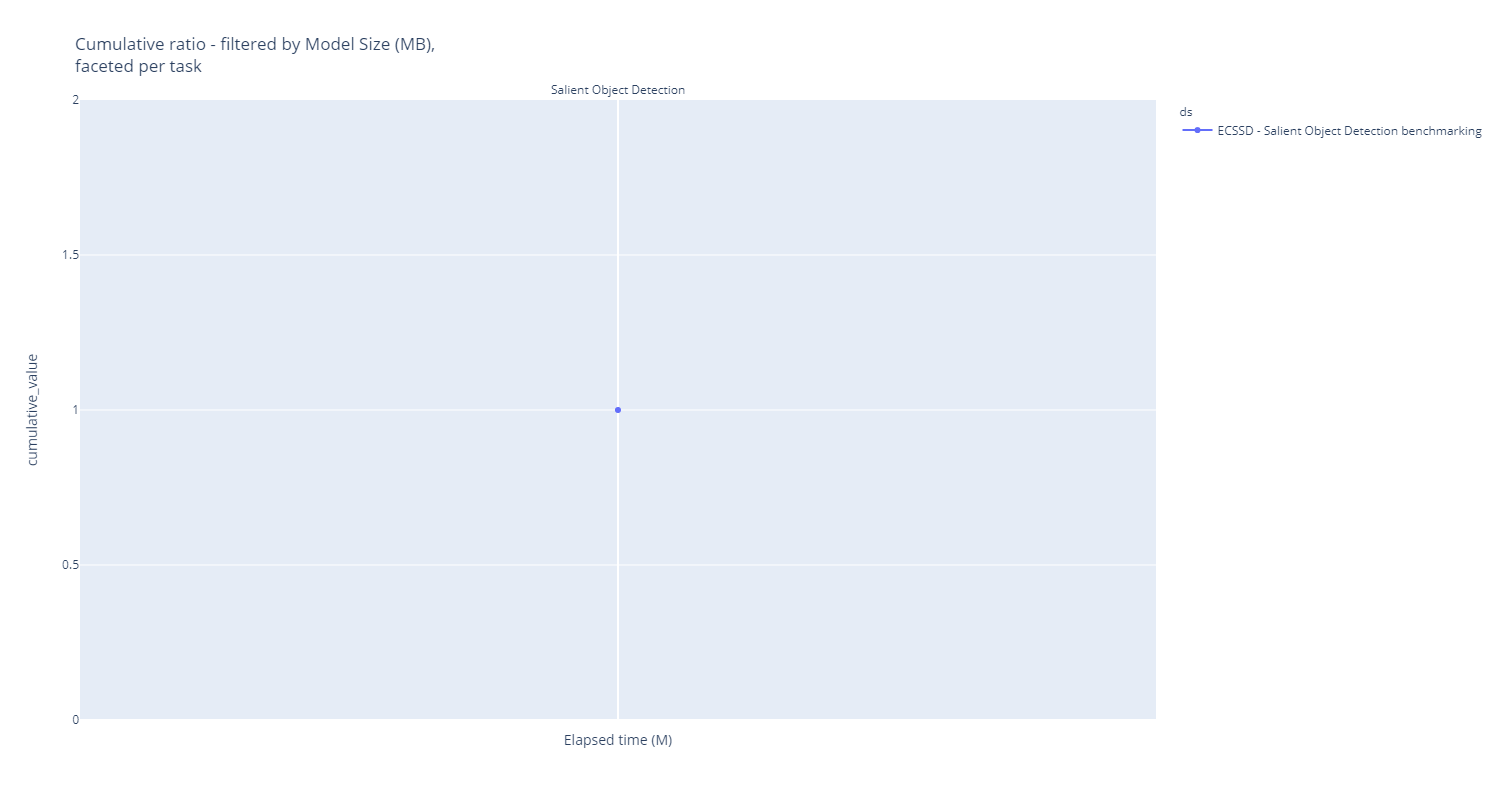 Cumulative ratio - filtered by Model Size (MB),
faceted per task
Salient Object Detection
2
1.5
1
0.5
0
cumulative_value
Elapsed time (M)
ds
ECSSD - Salient Object Detection benchmarking